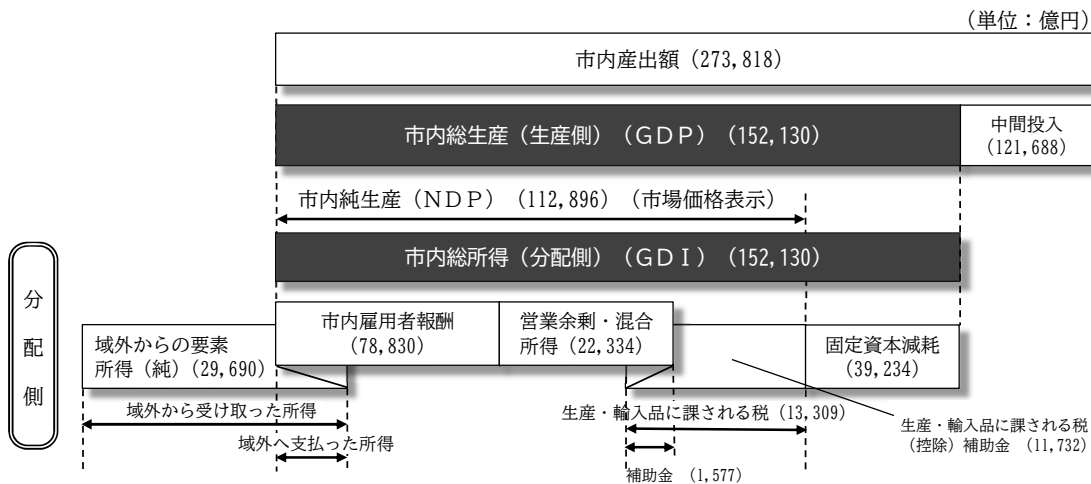 （単位：億円）
市内産出額（273,818）
市内総生産（生産側）（ＧＤＰ）（152,130）
中間投入
（121,688）
市内純生産（ＮＤＰ）（112,896）（市場価格表示）
市内総所得（分配側）（ＧＤＩ）（152,130）
分配側
市内雇用者報酬
（78,830）
営業余剰・混合
所得（22,334）
域外からの要素
所得（純）（29,690）
固定資本減耗
（39,234）
域外から受け取った所得
生産・輸入品に課される税（13,309）
生産・輸入品に課される税
（控除）補助金　（11,732）
域外へ支払った所得
補助金　（1,577）